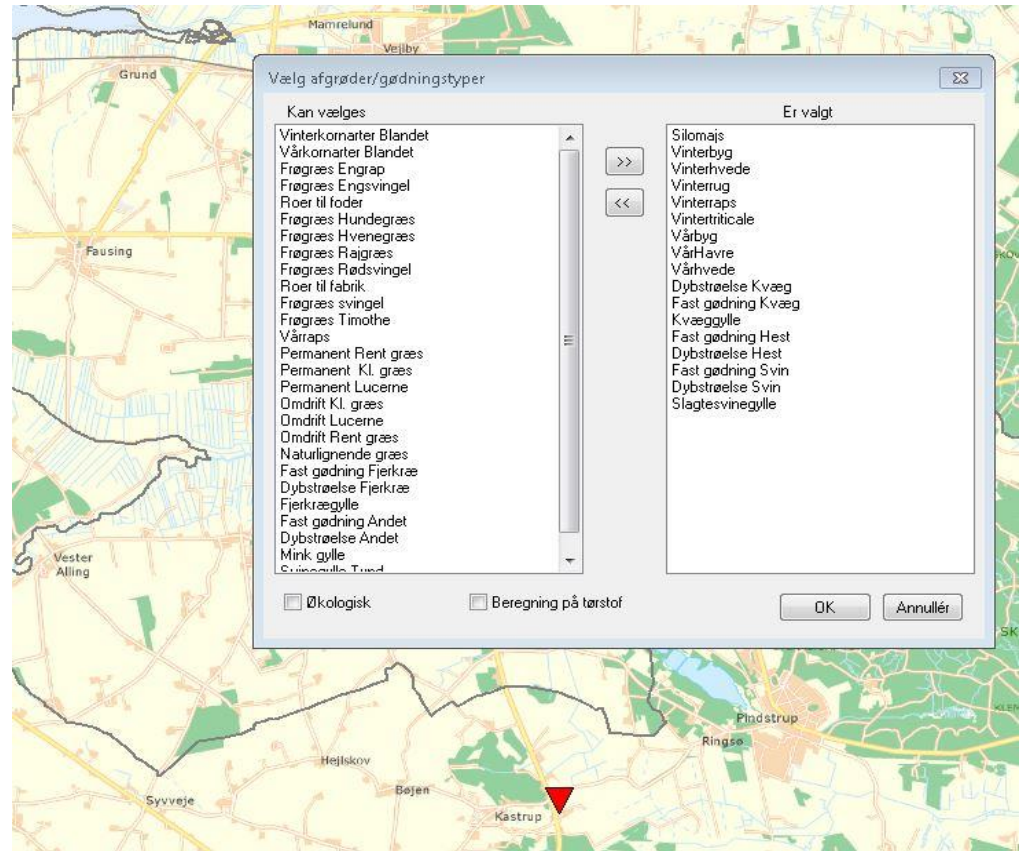 Mamrelund
Vejlby
Grund
Vælg afgrøder/gødningstyper
Kan vælges
Vinterkornarter Blandet
Vårkornarter Blandet
Frøgræs Engrap
Frøgræs Engsvingel
Roer til foder
Frøgræs Hundegræs
Frøgræs Hvenegræs
Frøgræs Rajgræs
Frøgræs Rødsvingel
Roer til fabrik
Frøgræs svingel
Frøgræs Timothe
Vårraps
Permanent Rent græs
Permanent Kl. græs
Permanent Lucerne
Omdrift Kl. græs
Omdrift Lucerne
Omdrift Rent græs
Naturlignende græs
Fast gødning Fjerkræ
Dybstrøelse Fjerkræ
Fjerkrægylle
Fast gødning Andet
Dybstrøelse Andet
Mink gylle
>>
<<
Er valgt
Silomajs
Vinterbyg
Vinterhvede
Vinterrug
Vinterraps
Vintertriticale
Vårbyg
VårHavre
Vårhvede
Dybstrøelse Kvæg
Fast gødning Kvæg
Kvæggylle
Fast gødning Hest
Dybstrøelse Hest
Fast gødning Svin
Dybstrøelse Svin
Slagtesvinegylle
Økologisk
Beregning på tørstof
OK
Annullér
Fausing
Vester
Alling
Pindstrup
Ringsø
Hejlskov
Bøjen
Syvveje
Kastrup